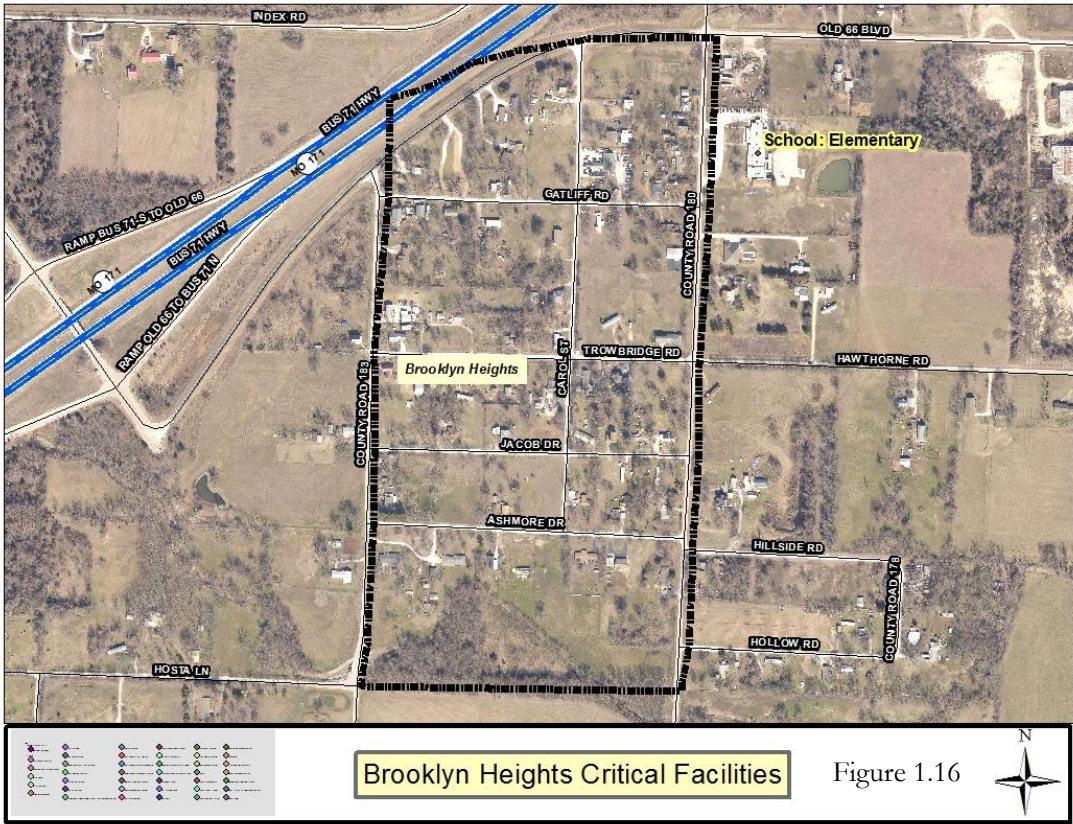 INDEX RD
OLD 66 BLVD
BUS 71 HWY
MO 171
School: Elementary
GATLIFF RD
RAMP BUS 71-S TO OLD 66
BUS 71 HWY
MO 171
RAMP OLD 66 TO BUS 71 N
COUNTY ROAD 180
TROWBRIDGE RD
HAWTHORNE RD
Brooklyn Heights
CAROL ST
COUNTY ROAD 183
JACOB DR
ASHMORE DR
HILLSIDE RD
COUNTY ROAD 178
HOLLOW RD
HOSTA LN
Brooklyn Heights Critical Facilities
Figure 1.16
N